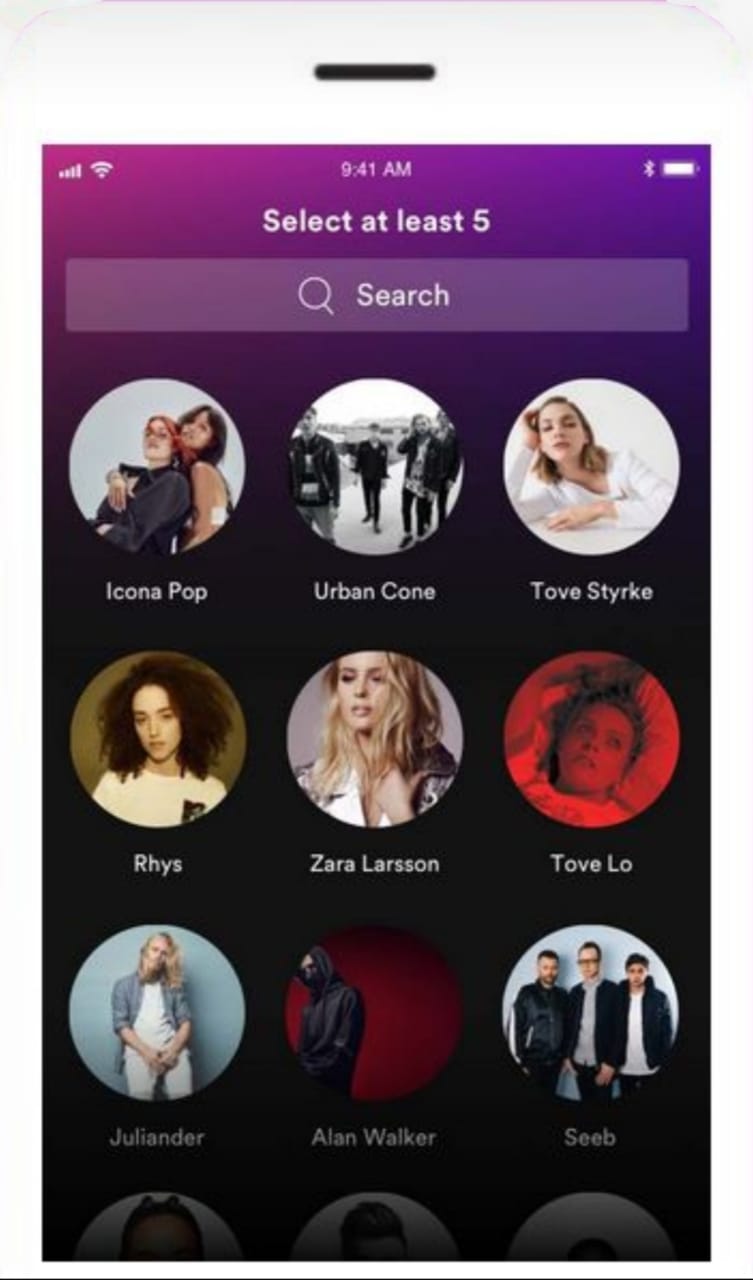 9:41 AM
Select at least 5
Search
Icona Pop Urban Cone Tove Styrke
Rhys Zara Larsson Tove Lo
Juliander Alan Walker Seeb